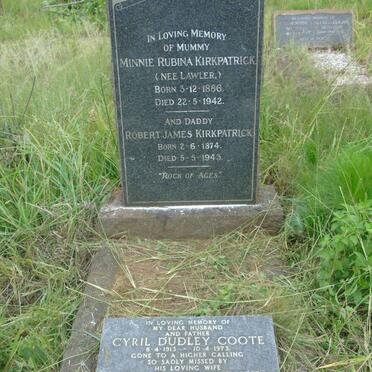 IN LOVING MEMORY
OF MUMMY
MINNIE RUBINA KIRKPATRICK
(NEE LAWLER.)
BORN 3-12-1886.
DIED 22-5-1942.
AND DADDY
ROBERT JAMES KIRKPATRICK
BORN 2-6-1874.
DIED 5-5-1943.
"ROCK OF AGES."
IN LOVING MEMORY OF
MY DEAR HUSBAND
AND FATHER
CYRIL DUDLEY COOTE
GONE TO A HIGHER CALLING
SO SADLY MISSED BY
HIS LOVING WIFE